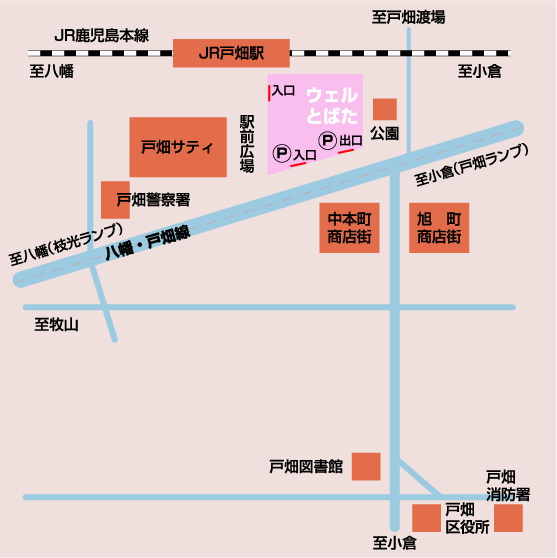 至戸畑渡場
JR鹿児島本線
JR戸畑駅
至八幡
至小倉
入口
ウェル
とばた
駅前広場
公園
戸畑サティ
P 入口
P 出口
至小倉(戸畑ランプ)
戸畑警察署
中本町
商店街
旭 町
商店街
至八幡(枝光ランプ)
八幡・戸畑線
至牧山
戸畑図書館
戸畑
消防署
戸畑
区役所
至小倉